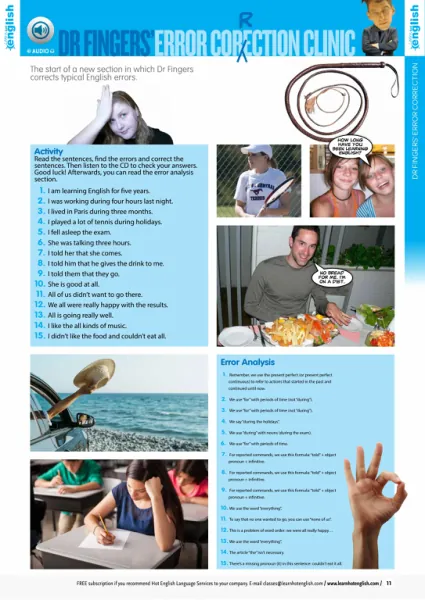 english
english
AUDIO
DR FINGERS' ERROR CORRECTION CLINIC
R
The start of a new section in which Dr Fingers
corrects typical English errors.
DR FINGERS' ERROR CORRECTION
HOW LONG
HAVE YOU
BEEN LEARNING
ENGLISH?
Activity
Read the sentences, find the errors and correct the
sentences. Then listen to the CD to check your answers.
Good luck! Afterwards, you can read the error analysis
section.
1. I am learning English for five years.
2. I was working during four hours last night.
3. I lived in Paris during three months.
4. I played a lot of tennis during holidays.
5. I fell asleep the exam.
6. She was talking three hours.
7. I told her that she comes.
8. I told him that he gives the drink to me.
9. I told them that they go.
10. She is good at all.
11. All of us didn't want to go there.
12. We all were really happy with the results.
13. All is going really well.
14. I like the all kinds of music.
15. I didn't like the food and couldn't eat all.
NO BREAD
FOR ME. I'M
ON A DIET.
Error Analysis
1. Remember, we use the present perfect (or present perfect
continuous) to refer to actions that started in the past and
continued until now.
2. We use "for" with periods of time (not "during").
3. We use "for" with periods of time (not "during").
4. We say "during the holidays".
5. We use "during" with nouns (during the exam).
6. We use "for" with periods of time.
7. For reported commands, we use this formula: "told" + object
pronoun + infinitive.
8. For reported commands, we use this formula: "told" + object
pronoun + infinitive.
9. For reported commands, we use this formula: "told" + object
pronoun + infinitive.
10. We use the word "everything".
11. To say that no one wanted to go, you can use "none of us".
12. This is a problem of word order: we were all really happy...
13. We use the word "everything".
14. The article "the" isn't necessary.
15. There's a missing pronoun (it) in this sentence: couldn't eat it all.
FREE subscription if you recommend Hot English Language Services to your company. E-mail classes@learnhotenglish.com / www.learnhotenglish.com / 11